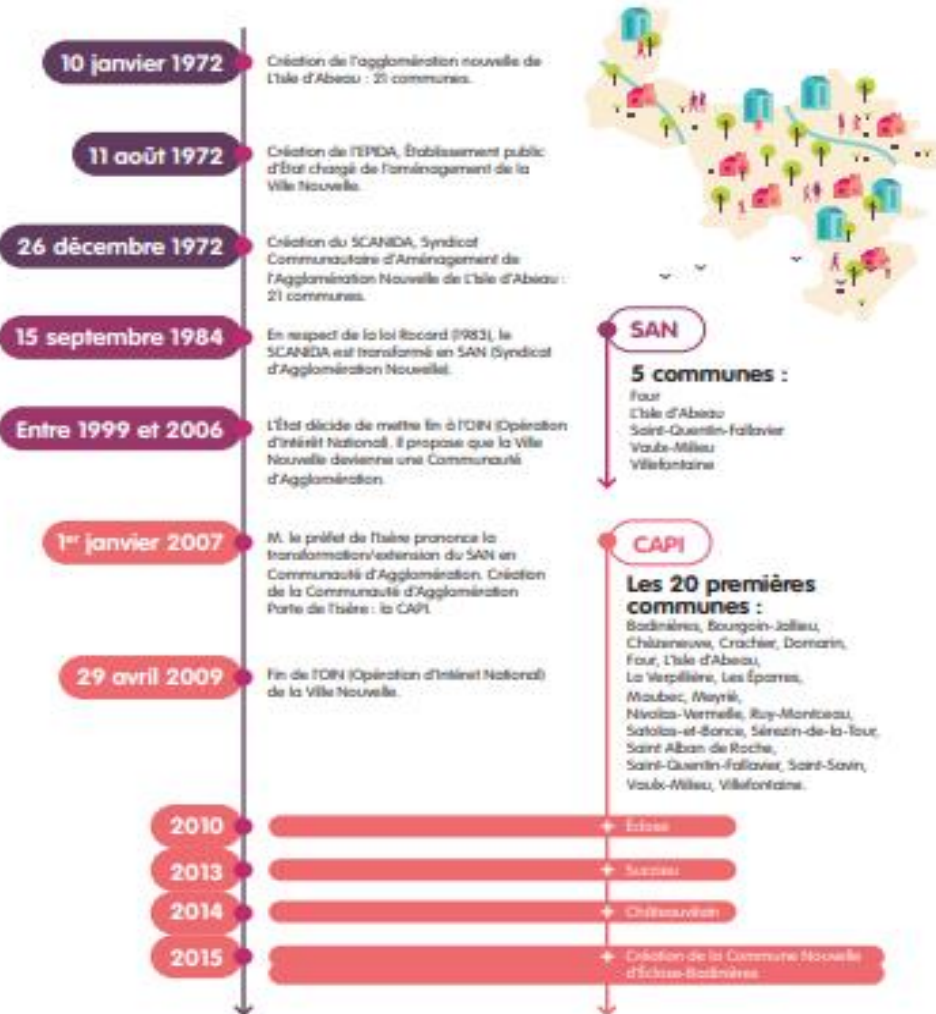 10 janvier 1972
Création de l'agglomération nouvelle de
L'Isle d'Abeau : 21 communes.
11 août 1972
Création de l'EPIDA, Établissement public
d'État chargé de l'aménagement de la
Ville Nouvelle.
26 décembre 1972
Création du SCANIDA, Syndicat
Communautaire d'Aménagement de
l'Agglomération Nouvelle de L'Isle d'Abeau :
21 communes.
15 septembre 1984
En respect de la loi Rocard (1983), le
SCANIDA est transformé en SAN (Syndicat
d'Agglomération Nouvelle).
Entre 1999 et 2006
L'État décide de mettre fin à l'OIN (Opération
d'Intérêt National). Il propose que la Ville
Nouvelle devienne une Communauté
d'Agglomération.
SAN
5 communes :
Four
L'Isle d'Abeau
Saint-Quentin-Fallavier
Vaulx-Milieu
Villefontaine
1er janvier 2007
M. le préfet de l'Isère prononce la
transformation/extension du SAN en
Communauté d'Agglomération. Création
de la Communauté d'Agglomération
Porte de l'Isère : la CAPI.
29 avril 2009
Fin de l'OIN (Opération d'Intérêt National)
de la Ville Nouvelle.
CAPI
Les 20 premières
communes :
Badinières, Bourgoin-Jallieu,
Chèzeneuve, Crachier, Domarin,
Four, L'Isle d'Abeau,
La Verpillière, Les Éparres,
Maubec, Meyrié,
Nivolas-Vermelle, Ruy-Montceau,
Satolas-et-Bonce, Sérezin-de-la-Tour,
Saint Alban de Roche,
Saint-Quentin-Fallavier, Saint-Savin,
Vaulx-Milieu, Villefontaine.
2010
+ Éclose
2013
+ Succieu
2014
+ Châteauvilain
2015
+ Création de la Commune Nouvelle
d'Éclose-Badinières